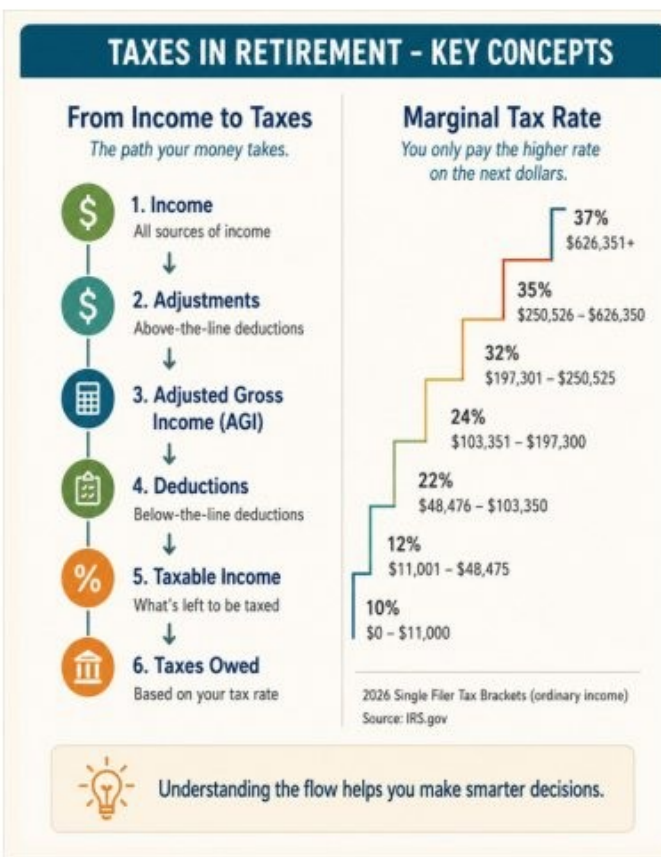 TAXES IN RETIREMENT – KEY CONCEPTS
From Income to Taxes
The path your money takes.
$
1. Income
All sources of income
$
2. Adjustments
Above-the-line deductions
3. Adjusted Gross
Income (AGI)
4. Deductions
Below-the-line deductions
%
5. Taxable Income
What's left to be taxed
6. Taxes Owed
Based on your tax rate
Marginal Tax Rate
You only pay the higher rate
on the next dollars.
37%
$626,351+
35%
$250,526 – $626,350
32%
$197,301 – $250,525
24%
$103,351 – $197,300
22%
$48,476 – $103,350
12%
$11,001 – $48,475
10%
$0 – $11,000
2026 Single Filer Tax Brackets (ordinary income)
Source: IRS.gov
Understanding the flow helps you make smarter decisions.